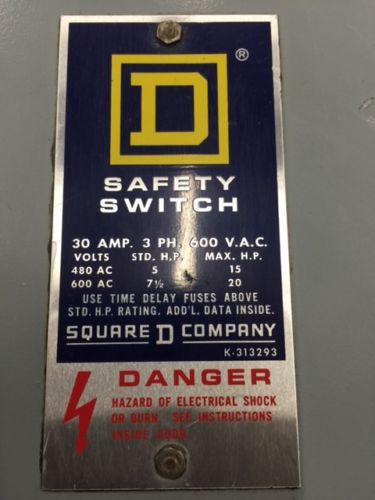 D ®
SAFETY
SWITCH
30 AMP. 3 PH. 600 V.A.C.
VOLTS STD. H.P. MAX. H.P.
480 AC 5 15
600 AC 7½ 20
USE TIME DELAY FUSES ABOVE
STD. H.P. RATING. ADD'L. DATA INSIDE.
SQUARE D COMPANY
K-313293
DANGER
HAZARD OF ELECTRICAL SHOCK
OR BURN. SEE INSTRUCTIONS
INSIDE DOOR.